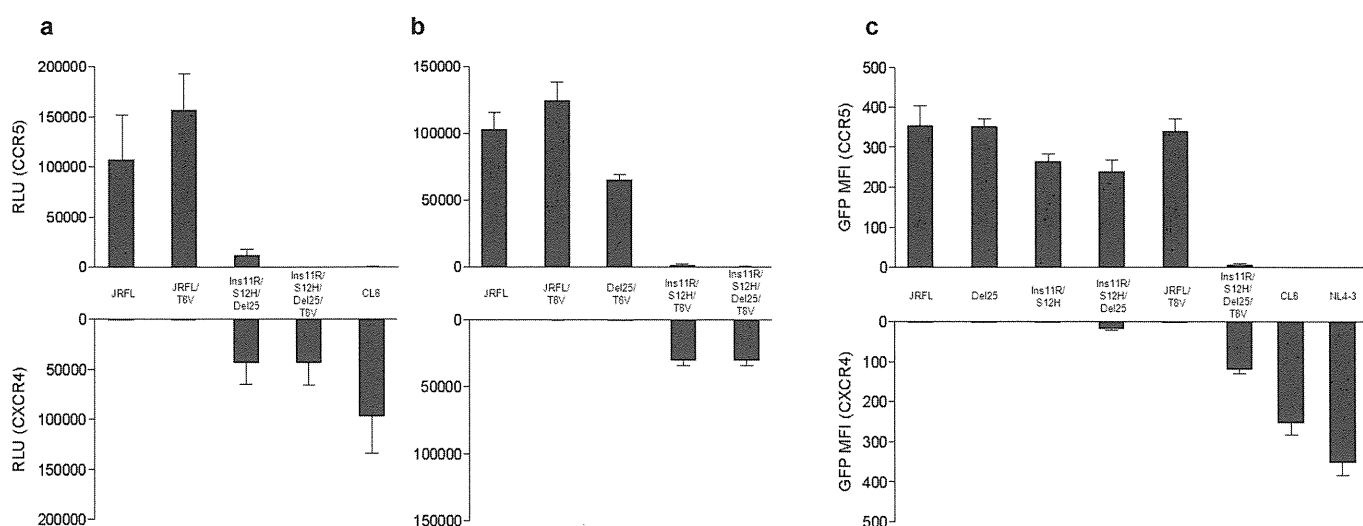 a
b
c
200000
150000
100000
50000
0
RLU (CCR5)
JRFL
JRFL/
T8V
Ins11R/
S12H/
Del25
Ins11R/
S12H/
Del25/
T8V
CL6
0
50000
100000
150000
200000
RLU (CXCR4)
150000
100000
50000
0
JRFL
JRFL/
T8V
Del25/
T8V
Ins11R/
S12H/
T8V
Ins11R/
S12H/
Del25/
T8V
0
50000
100000
150000
500
400
300
200
100
0
GFP MFI (CCR5)
JRFL
Del25
Ins11R/
S12H
Ins11R/
S12H/
Del25
JRFL/
T8V
Ins11R/
S12H/
Del25/
T8V
CL6
NL4-3
0
100
200
300
400
500
GFP MFI (CXCR4)